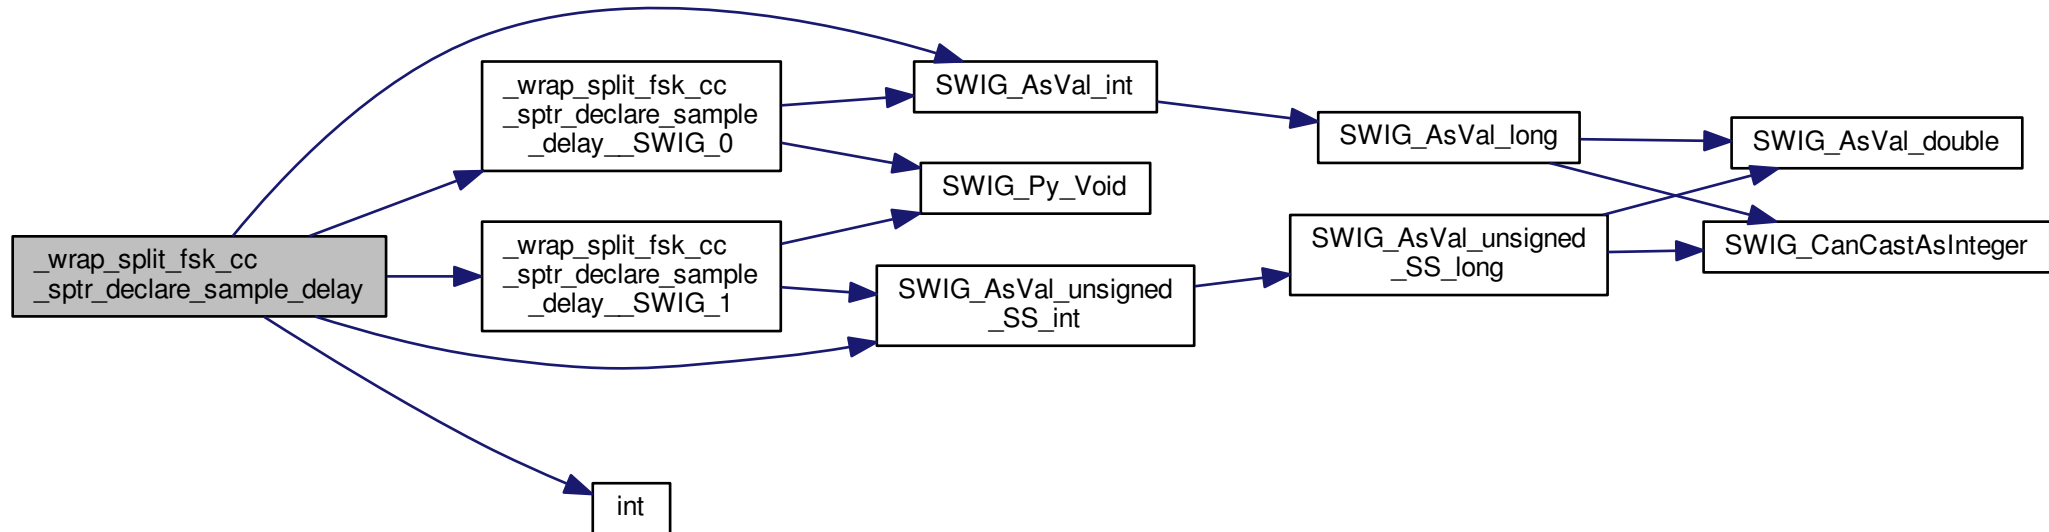 _wrap_split_fsk_cc
_sptr_declare_sample_delay
_wrap_split_fsk_cc
_sptr_declare_sample
_delay__SWIG_0
_wrap_split_fsk_cc
_sptr_declare_sample
_delay__SWIG_1
int
SWIG_AsVal_int
SWIG_Py_Void
SWIG_AsVal_unsigned
_SS_int
SWIG_AsVal_long
SWIG_AsVal_unsigned
_SS_long
SWIG_AsVal_double
SWIG_CanCastAsInteger